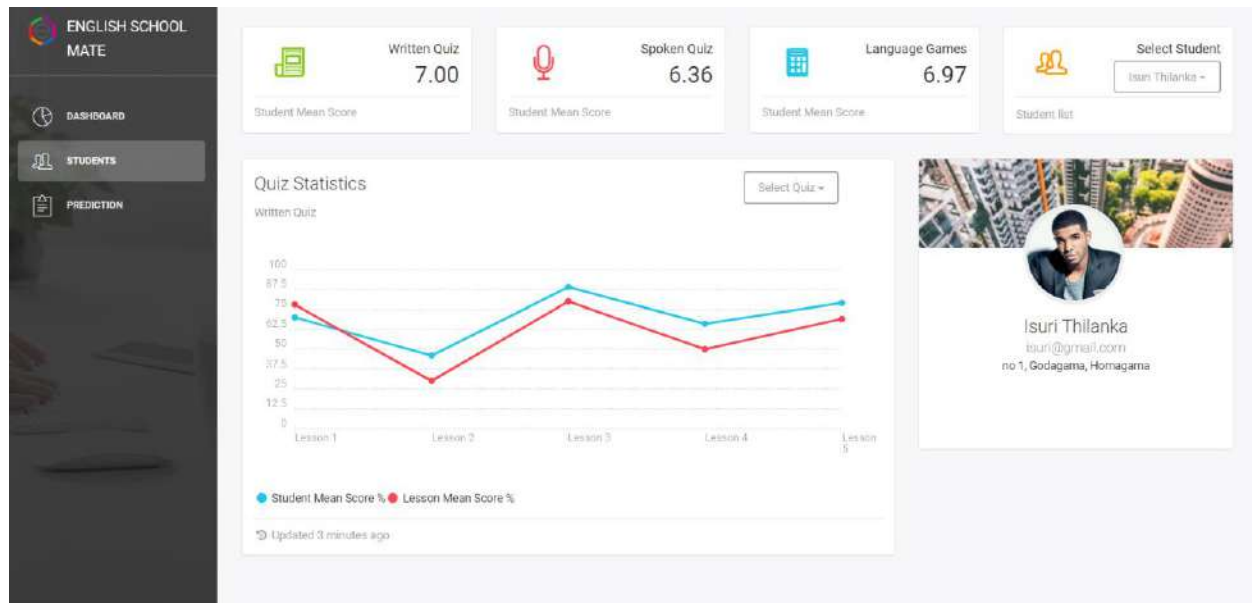 ENGLISH SCHOOL
MATE
DASHBOARD
STUDENTS
PREDICTION
Written Quiz
7.00
Student Mean Score
Spoken Quiz
6.36
Student Mean Score
Language Games
6.97
Student Mean Score
Select Student
Isuri Thilanka
Student list
Quiz Statistics
Select Quiz
Written Quiz
100
87.5
75
62.5
50
37.5
25
12.5
0
Lesson 1
Lesson 2
Lesson 3
Lesson 4
Lesson
5
Student Mean Score % Lesson Mean Score %
Updated 3 minutes ago
Isuri Thilanka
isuri@gmail.com
no 1, Godagama, Homagama